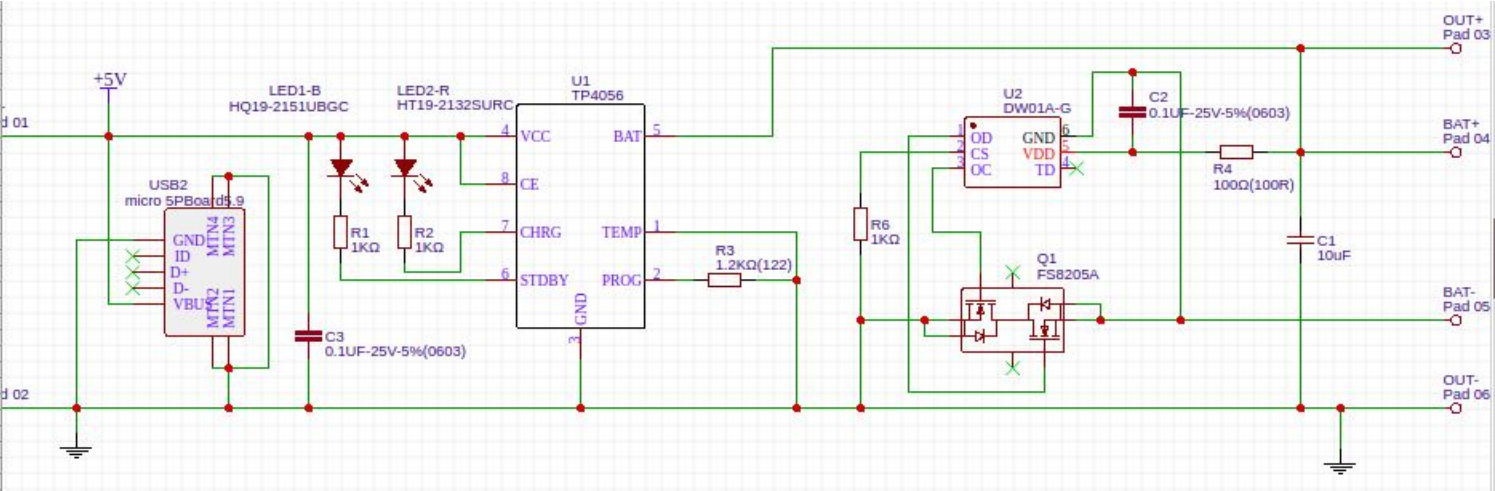 +5V
d 01
d 02
USB2
micro 5PBoard5.9
GND
ID
D+
D-
VBUS
MTN4
MTN3
MTN2
MTN1
LED1-B
HQ19-2151UBGC
LED2-R
HT19-2132SURC
R1
1KΩ
R2
1KΩ
C3
0.1UF-25V-5%(0603)
U1
TP4056
4 VCC
8 CE
7 CHRG
6 STDBY
BAT 5
TEMP 1
PROG 2
GND
3
R3
1.2KΩ(122)
R6
1KΩ
U2
DW01A-G
1 OD
2 CS
3 OC
GND 6
VDD 5
TD 4
C2
0.1UF-25V-5%(0603)
R4
100Ω(100R)
Q1
FS8205A
C1
10uF
OUT+
Pad 03
BAT+
Pad 04
BAT-
Pad 05
OUT-
Pad 06